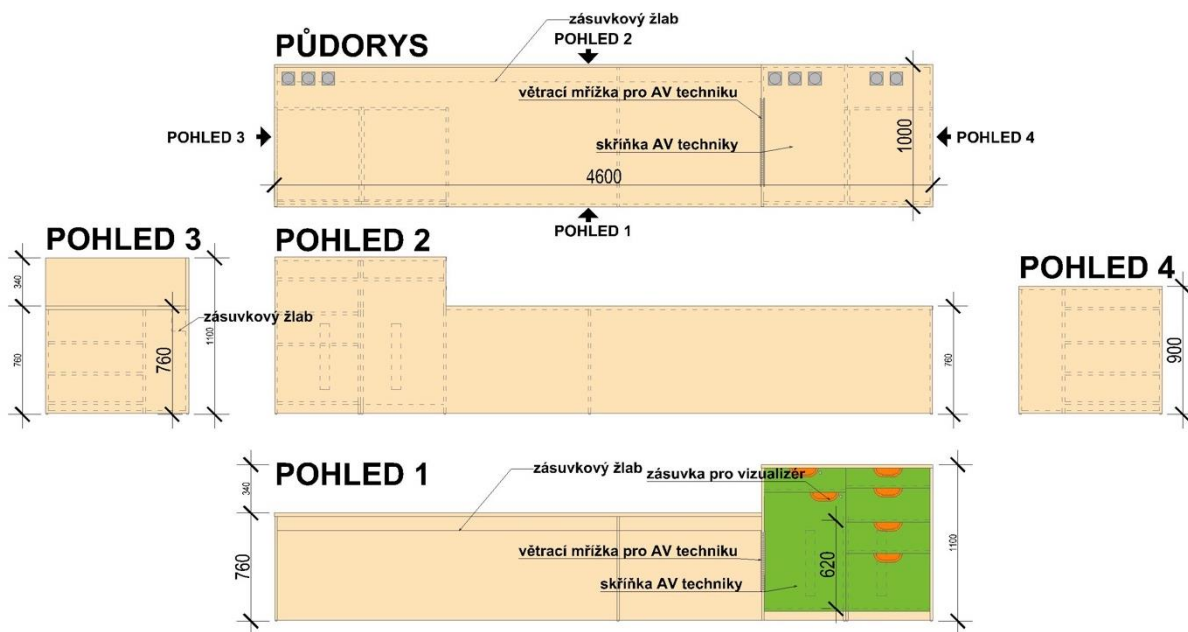 zásuvkový žlab
PŮDORYS
POHLED 2
větrací mřížka pro AV techniku
POHLED 3
POHLED 4
skříňka AV techniky
1000
4600
POHLED 1
POHLED 3
POHLED 2
POHLED 4
340
zásuvkový žlab
1100
760
760
760
900
POHLED 1
zásuvkový žlab
zásuvka pro vizualizér
340
větrací mřížka pro AV techniku
1100
760
skříňka AV techniky
620